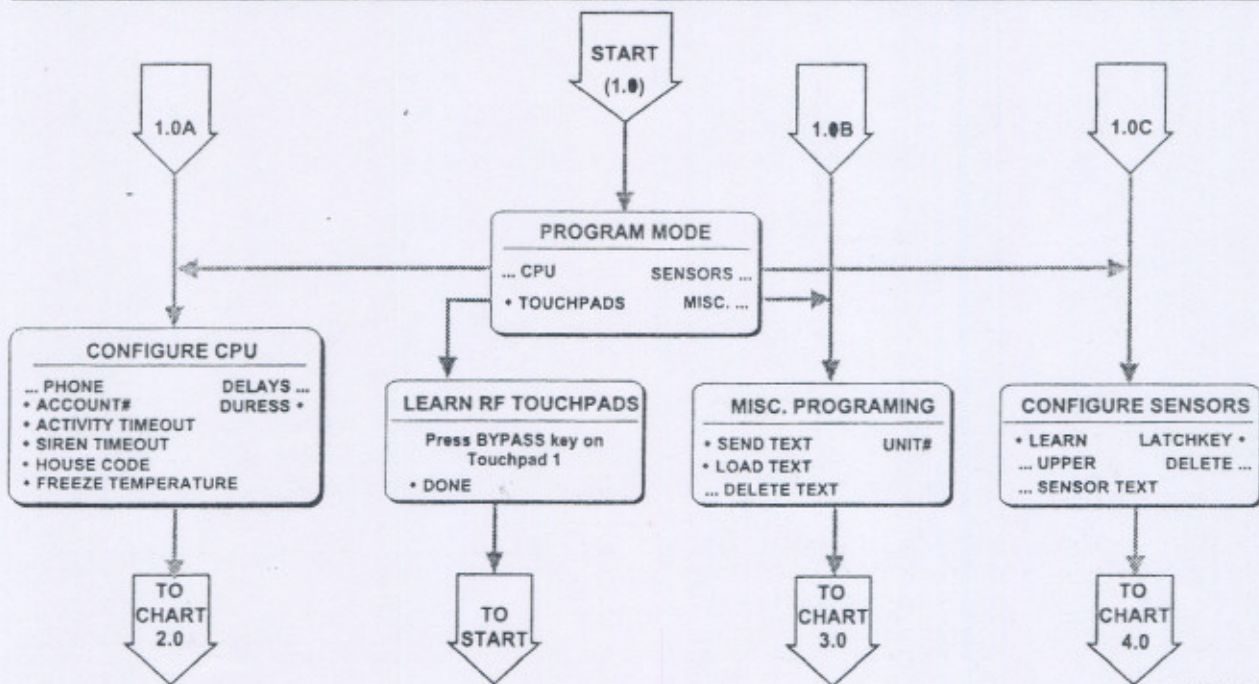 START
(1.0)
1.0A
1.0B
1.0C
PROGRAM MODE
... CPU SENSORS ...
• TOUCHPADS MISC. ...
CONFIGURE CPU
... PHONE DELAYS ...
• ACCOUNT# DURESS •
• ACTIVITY TIMEOUT
• SIREN TIMEOUT
• HOUSE CODE
• FREEZE TEMPERATURE
LEARN RF TOUCHPADS
Press BYPASS key on
Touchpad 1
• DONE
MISC. PROGRAMING
• SEND TEXT UNIT#
• LOAD TEXT
... DELETE TEXT
CONFIGURE SENSORS
• LEARN LATCHKEY •
... UPPER DELETE ...
... SENSOR TEXT
TO
CHART
2.0
TO
START
TO
CHART
3.0
TO
CHART
4.0